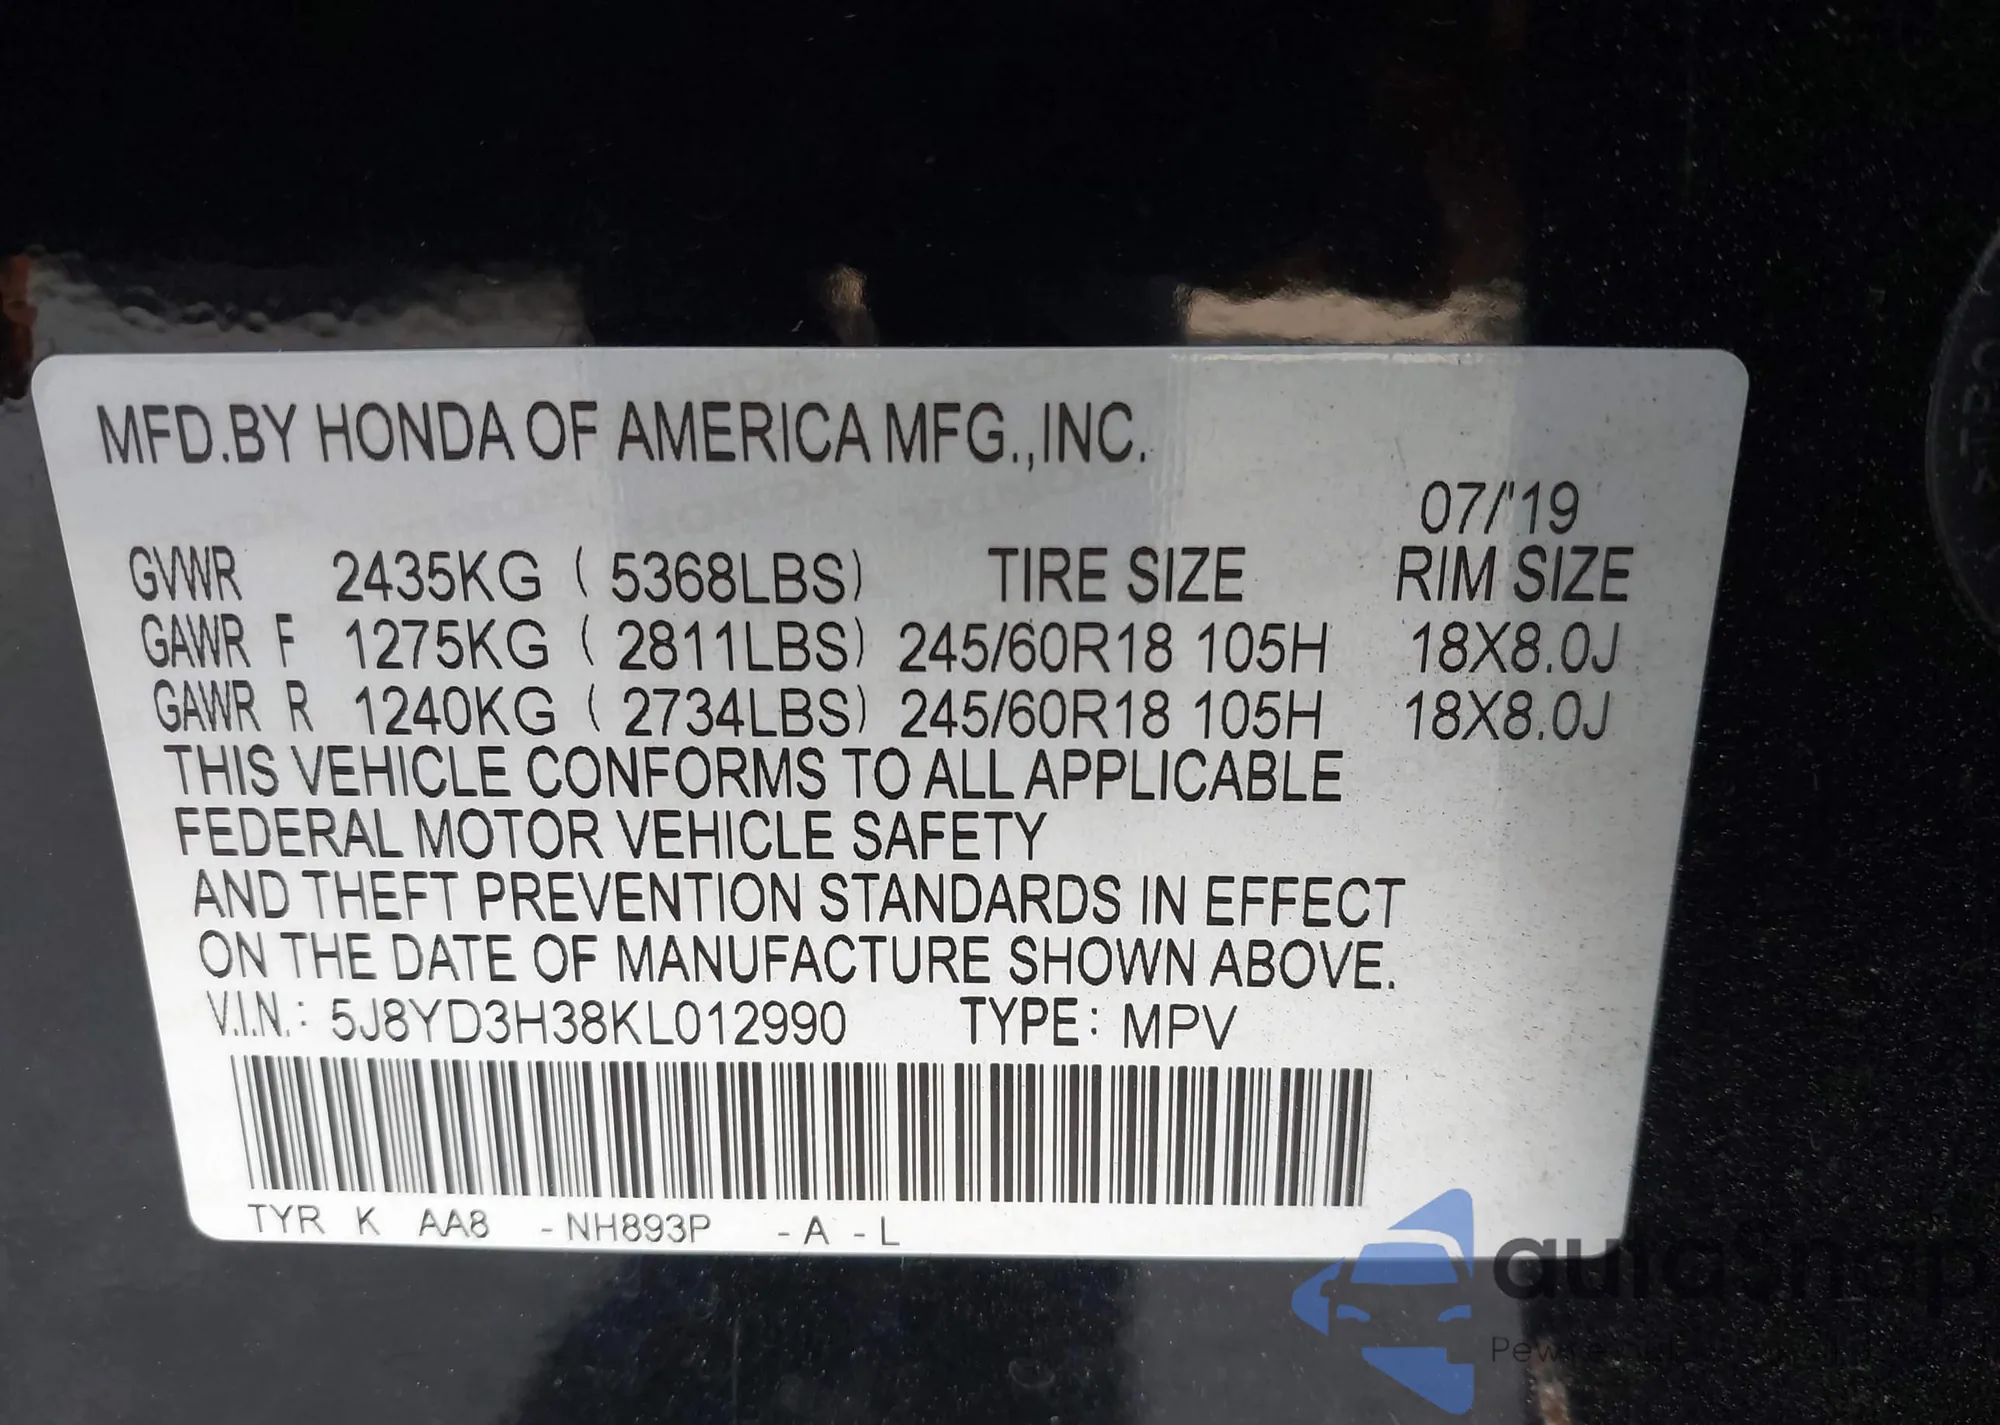 MFD.BY HONDA OF AMERICA MFG.,INC.
07/'19
GVWR 2435KG ( 5368LBS) TIRE SIZE RIM SIZE
GAWR F 1275KG ( 2811LBS) 245/60R18 105H 18X8.0J
GAWR R 1240KG ( 2734LBS) 245/60R18 105H 18X8.0J
THIS VEHICLE CONFORMS TO ALL APPLICABLE
FEDERAL MOTOR VEHICLE SAFETY
AND THEFT PREVENTION STANDARDS IN EFFECT
ON THE DATE OF MANUFACTURE SHOWN ABOVE.
V.I.N.: 5J8YD3H38KL012990 TYPE: MPV
TYR K AA8 -NH893P -A -L